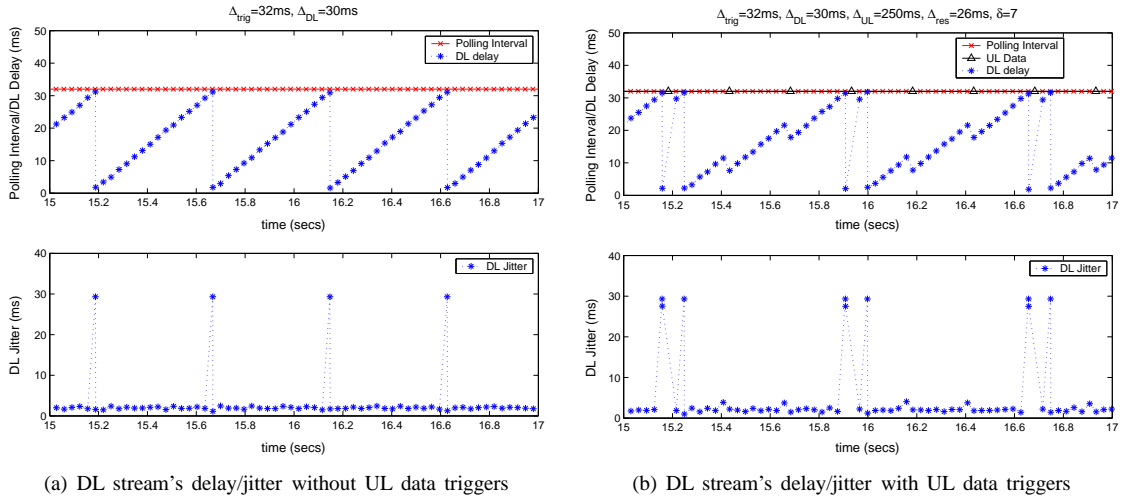 Δtrig=32ms, ΔDL=30ms
Polling Interval/DL Delay (ms)
60
50
40
30
20
10
0
Polling Interval
DL delay
15 15.2 15.4 15.6 15.8 16 16.2 16.4 16.6 16.8 17
time (secs)
DL Jitter (ms)
40
30
20
10
0
DL Jitter
15 15.2 15.4 15.6 15.8 16 16.2 16.4 16.6 16.8 17
time (secs)
(a) DL stream's delay/jitter without UL data triggers
Δtrig=32ms, ΔDL=30ms, ΔUL=250ms, Δres=26ms, δ=7
Polling Interval/DL Delay (ms)
50
40
30
20
10
0
Polling Interval
UL Data
DL delay
15 15.2 15.4 15.6 15.8 16 16.2 16.4 16.6 16.8 17
time (secs)
DL Jitter (ms)
40
30
20
10
0
DL Jitter
15 15.2 15.4 15.6 15.8 16 16.2 16.4 16.6 16.8 17
time (secs)
(b) DL stream's delay/jitter with UL data triggers